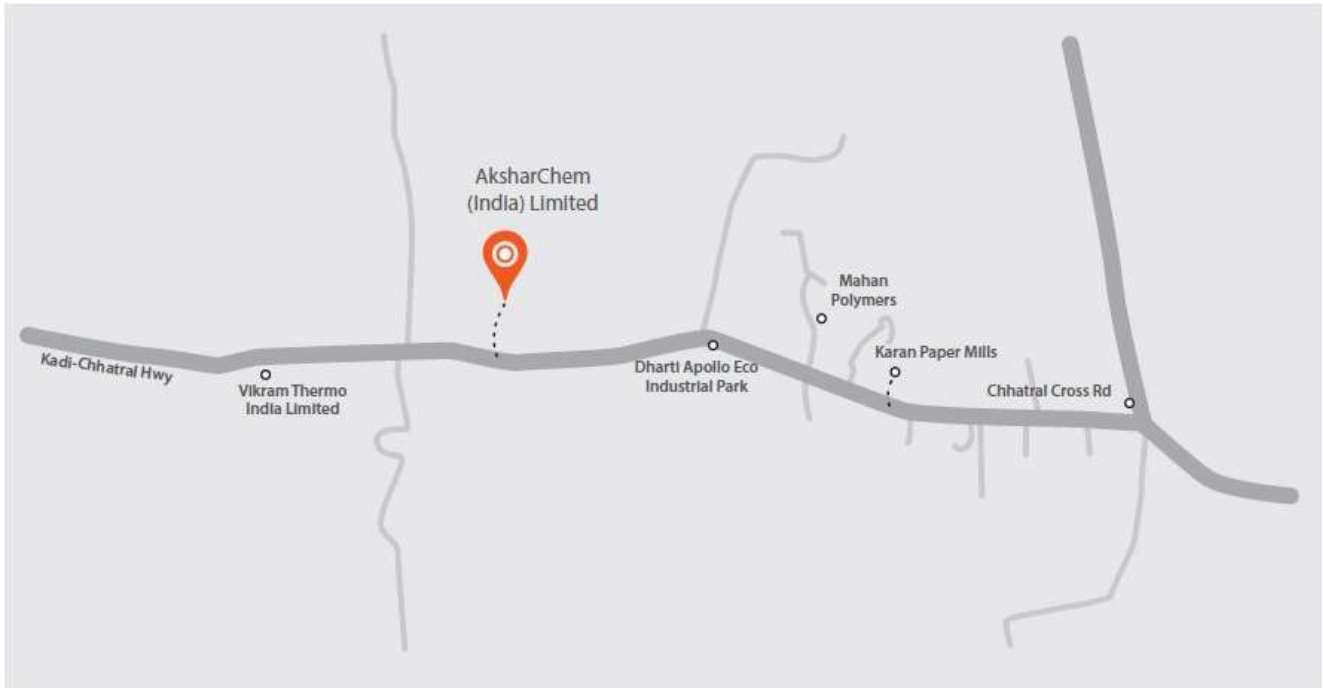 AksharChem
(India) Limited
Mahan
Polymers
Kadi-Chhatral Hwy
Vikram Thermo
India Limited
Dharti Apollo Eco
Industrial Park
Karan Paper Mills
Chhatral Cross Rd